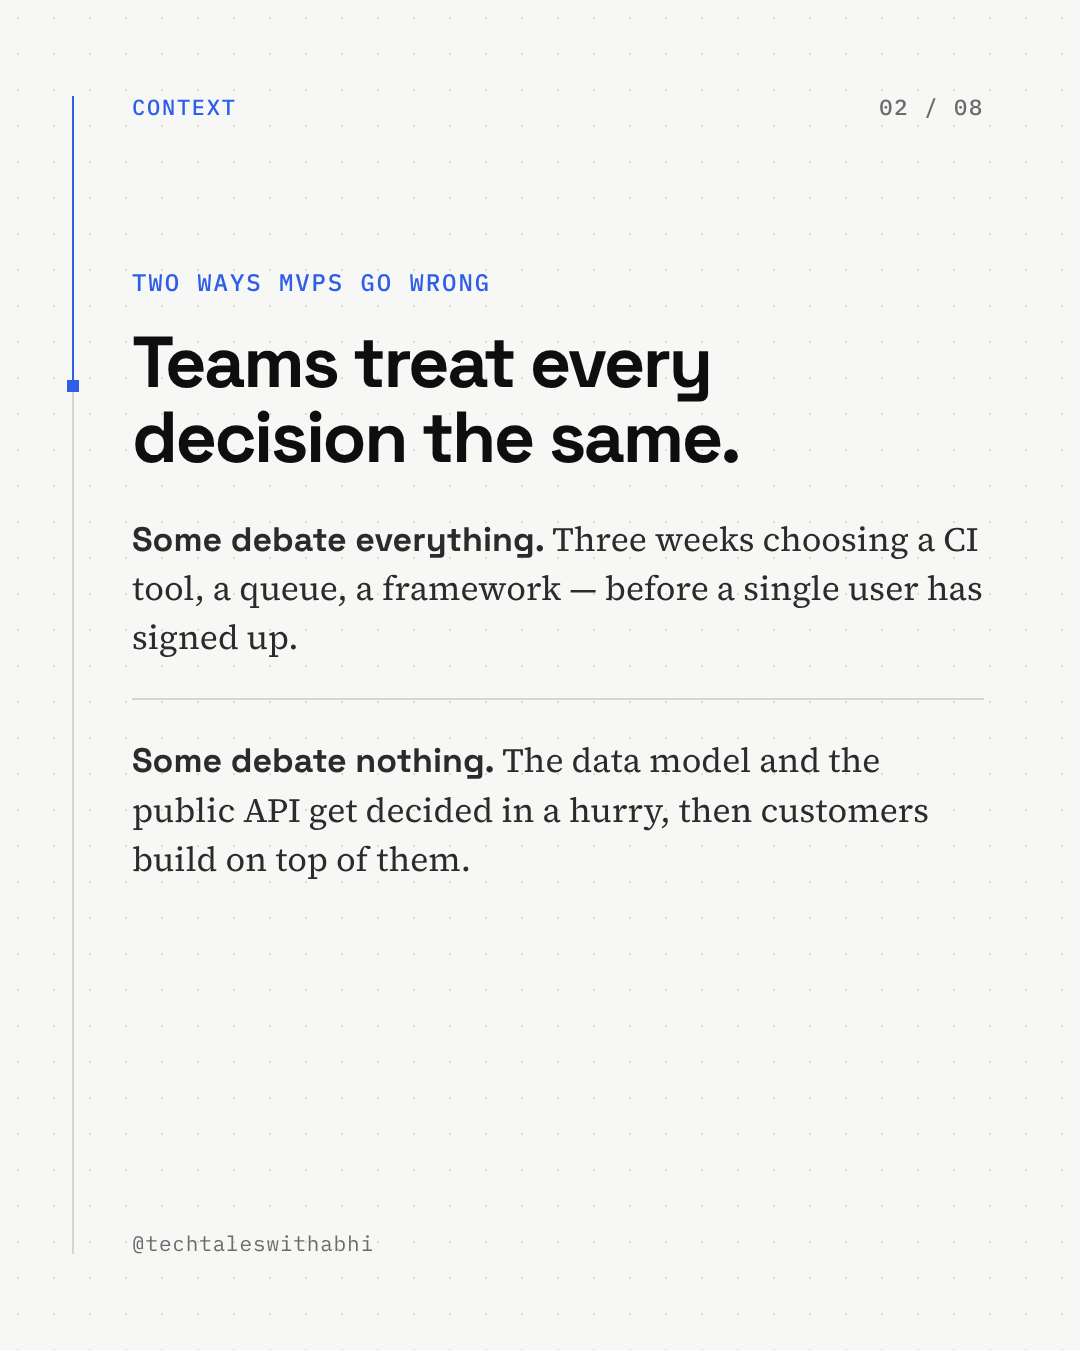 CONTEXT
02 / 08
TWO WAYS MVPS GO WRONG
Teams treat every
decision the same.
Some debate everything. Three weeks choosing a CI
tool, a queue, a framework — before a single user has
signed up.
Some debate nothing. The data model and the
public API get decided in a hurry, then customers
build on top of them.
@techtaleswithabhi